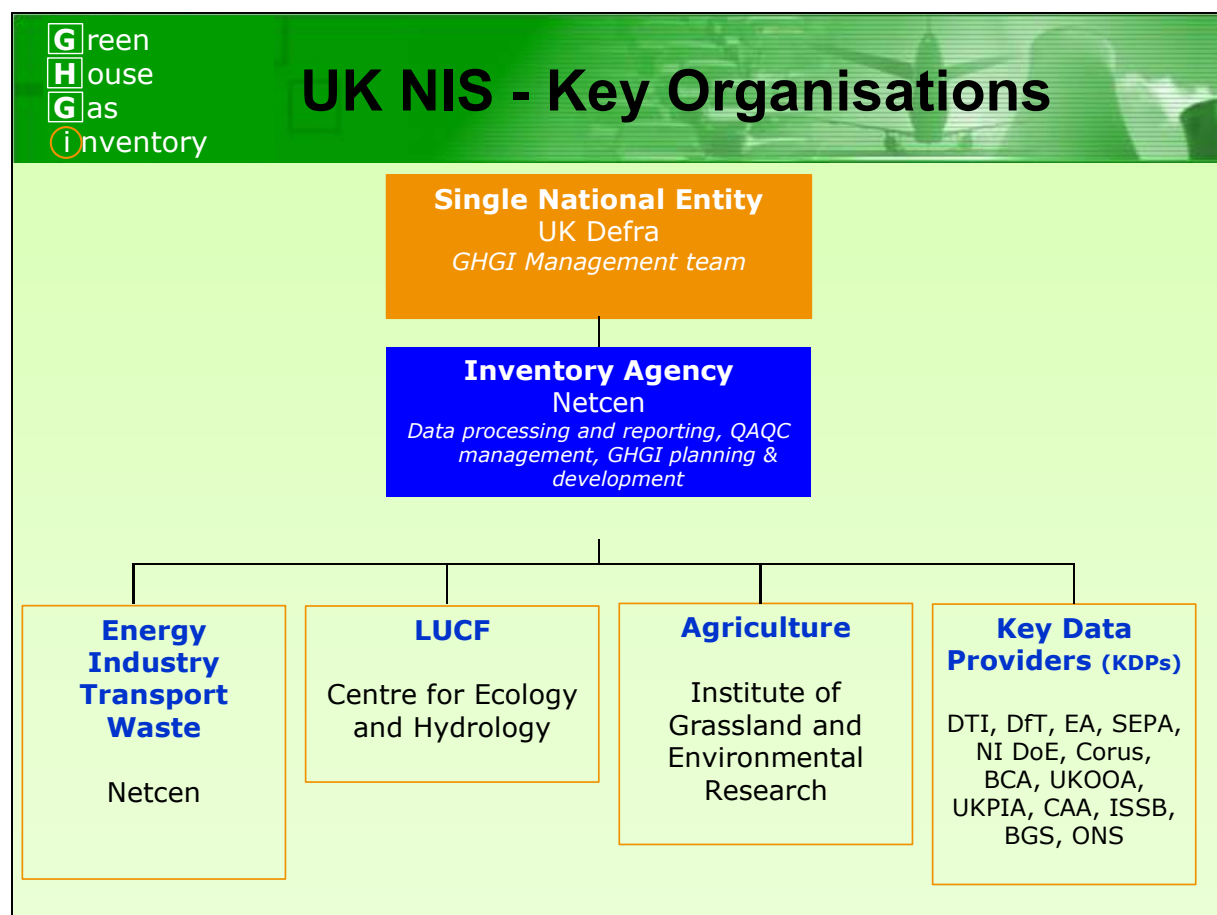 Green
House
Gas
inventory
UK NIS - Key Organisations
Single National Entity
UK Defra
GHGI Management team
Inventory Agency
Netcen
Data processing and reporting, QAQC
management, GHGI planning &
development
Energy
Industry
Transport
Waste
Netcen
LUCF
Centre for Ecology
and Hydrology
Agriculture
Institute of
Grassland and
Environmental
Research
Key Data
Providers (KDPs)
DTI, DfT, EA, SEPA,
NI DoE, Corus,
BCA, UKOOA,
UKPIA, CAA, ISSB,
BGS, ONS